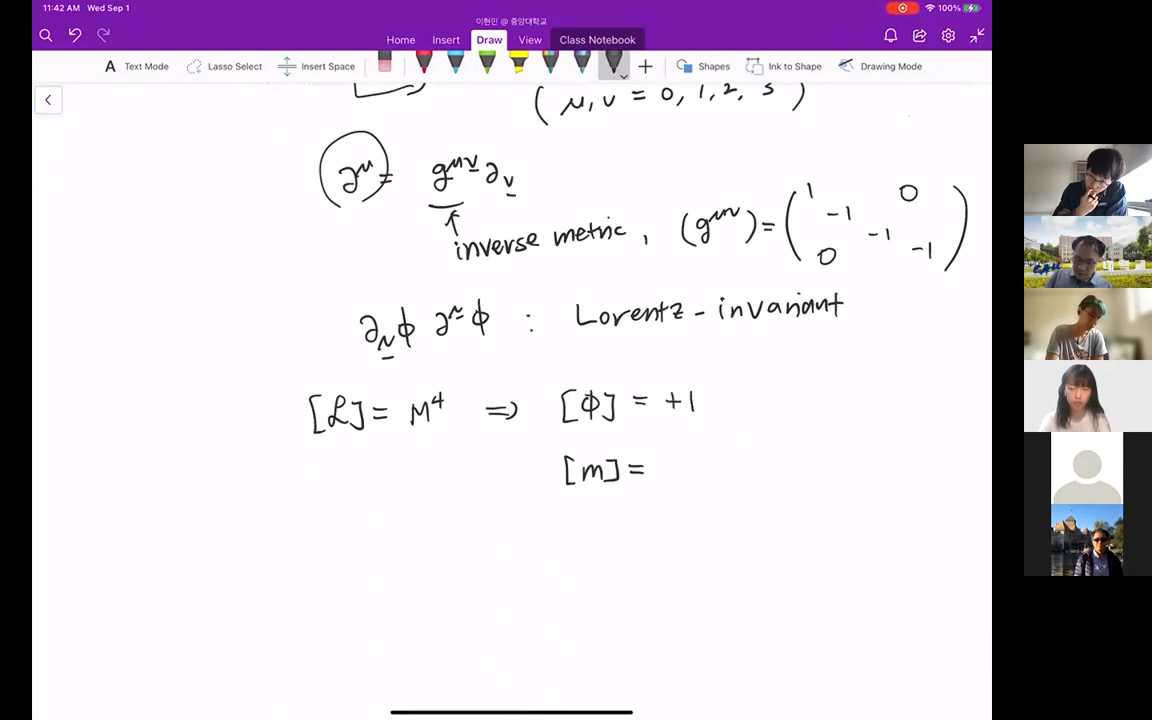 11:42 AM Wed Sep 1
100%
이현민 @ 중앙대학교
Home Insert Draw View Class Notebook
Text Mode Lasso Select Insert Space Shapes Ink to Shape Drawing Mode
( μ, ν = 0, 1, 2, 3 )
∂^μ = g^{μν} ∂_ν
inverse metric, (g^{μν}) = ( 1 0 -1 -1 0 -1 )
∂_μ ϕ ∂^μ ϕ : Lorentz - invariant
[ℒ] = M^4 ⇒ [ϕ] = +1
[m] =